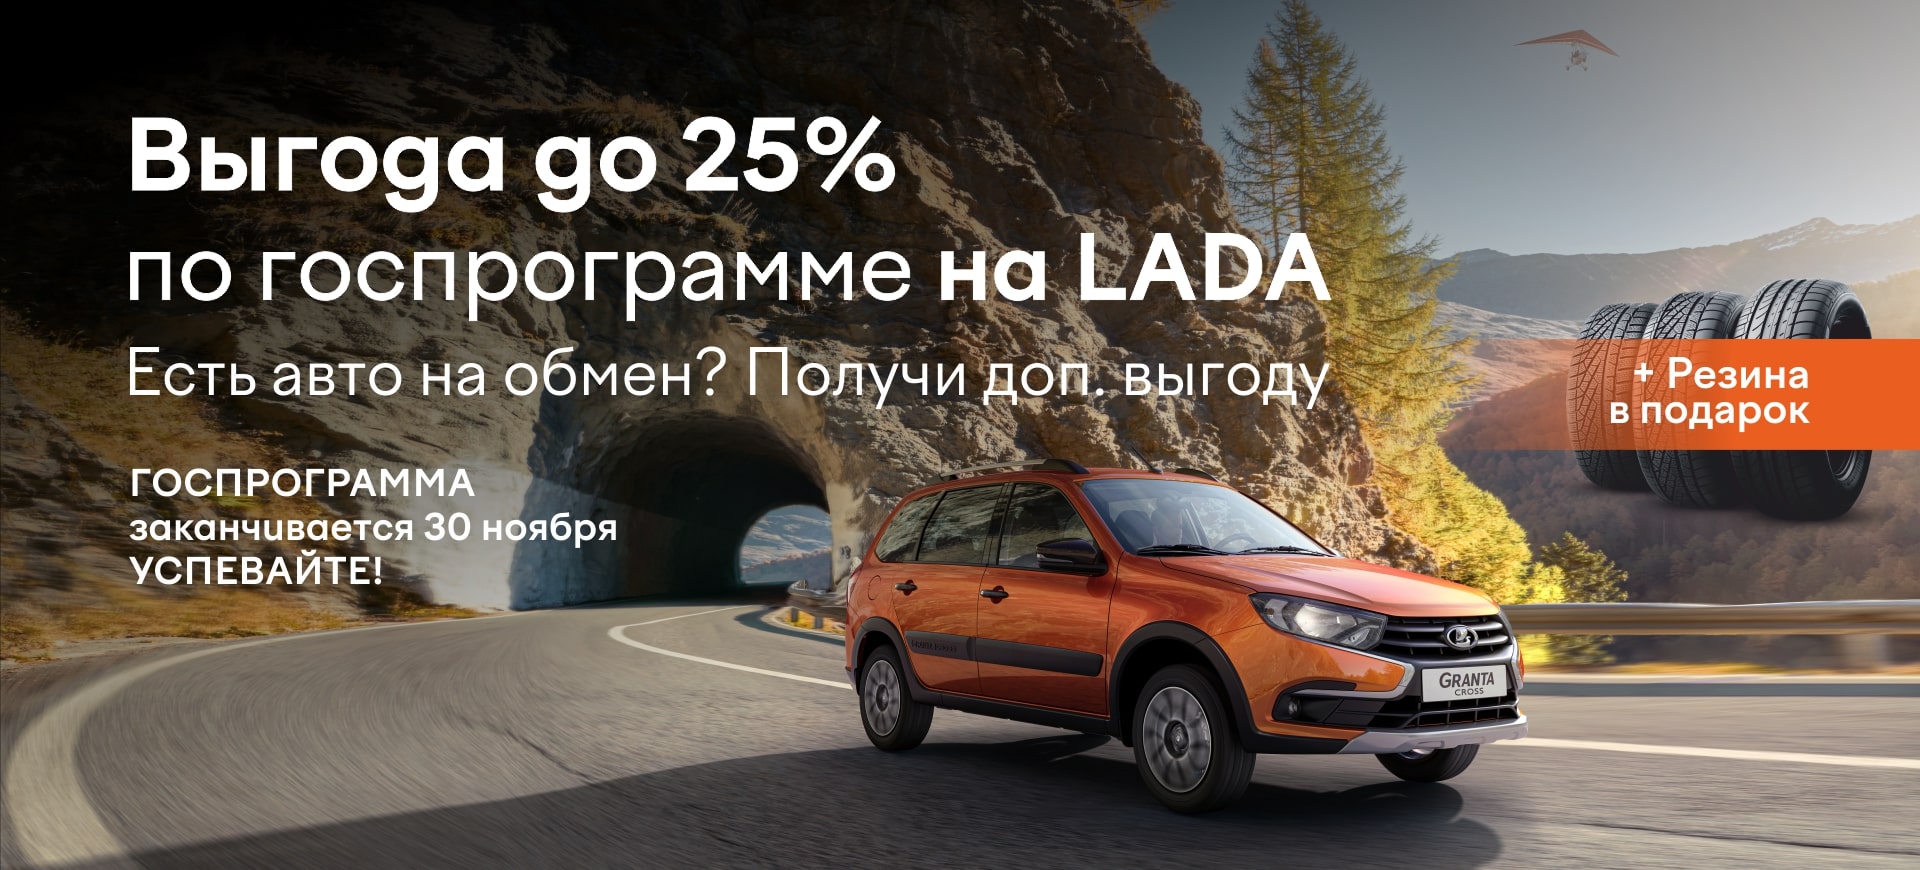 Выгода до 25%
по госпрограмме на LADA
Есть авто на обмен? Получи доп. выгоду
ГОСПРОГРАММА
заканчивается 30 ноября
УСПЕВАЙТЕ!
+ Резина
в подарок
GRANTA
CROSS